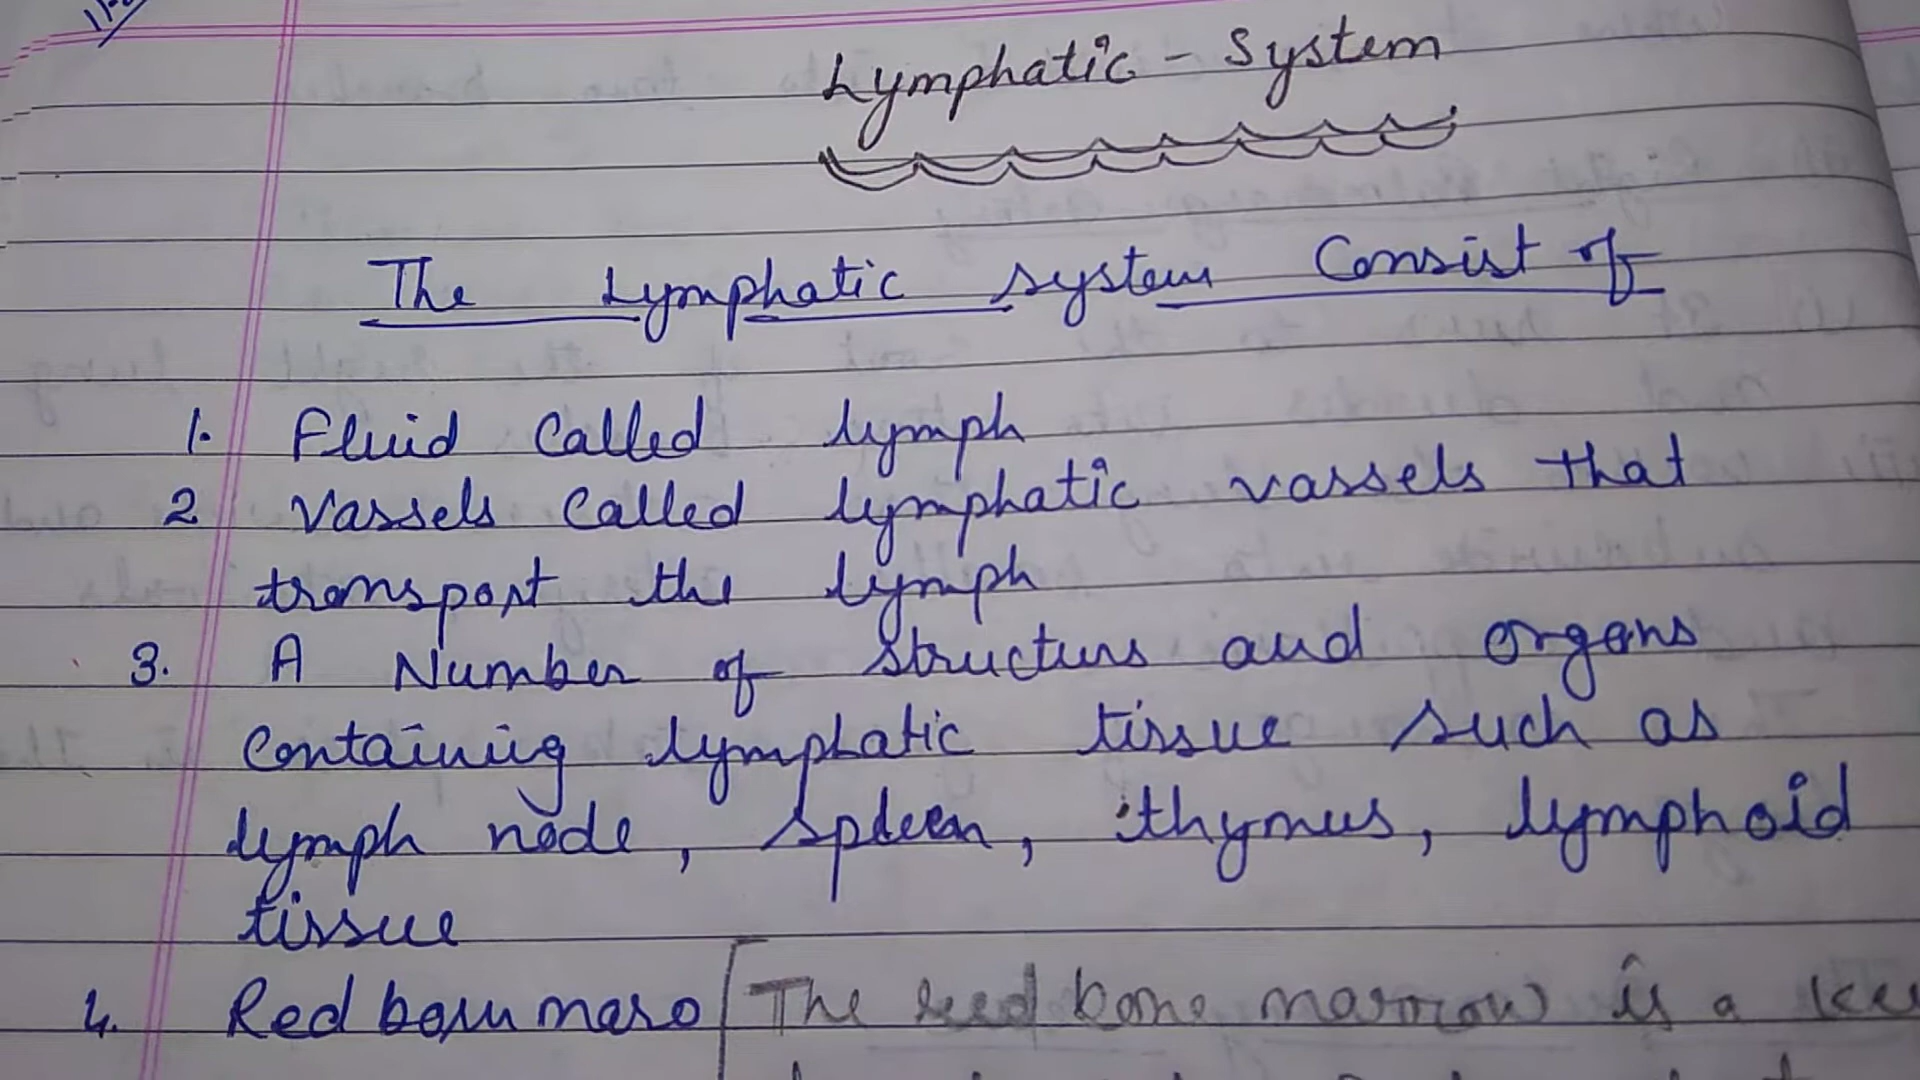 Lymphatic - System
The Lymphatic system Consist of
1. Fluid Called lymph
2 Vassels Called lymphatic vassels that
transport the lymph
3. A Number of Structurs and organs
Containing lymphatic tissue such as
lymph node, spleen, thymus, lymphoid
tissue
4. Red bom maro The red bone marrow is a